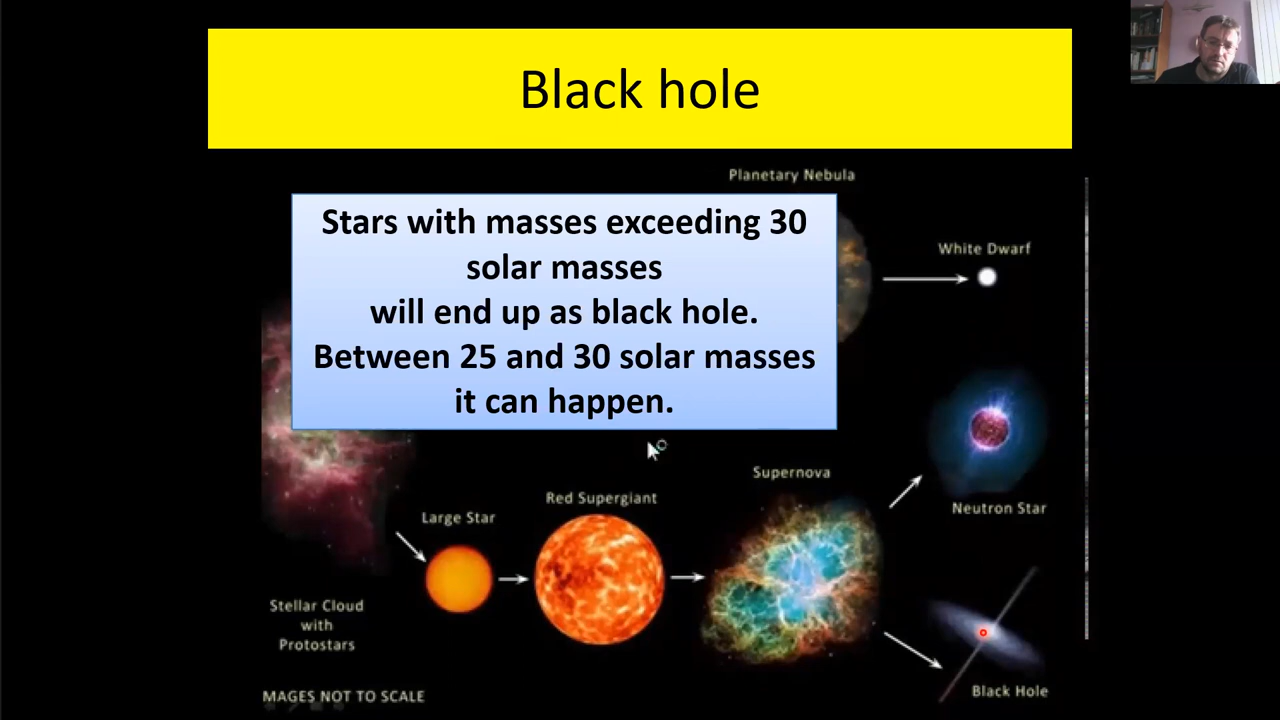 Black hole
Planetary Nebula
Stars with masses exceeding 30
solar masses
will end up as black hole.
Between 25 and 30 solar masses
it can happen.
White Dwarf
Neutron Star
Supernova
Red Supergiant
Large Star
Stellar Cloud
with
Protostars
Black Hole
MAGES NOT TO SCALE